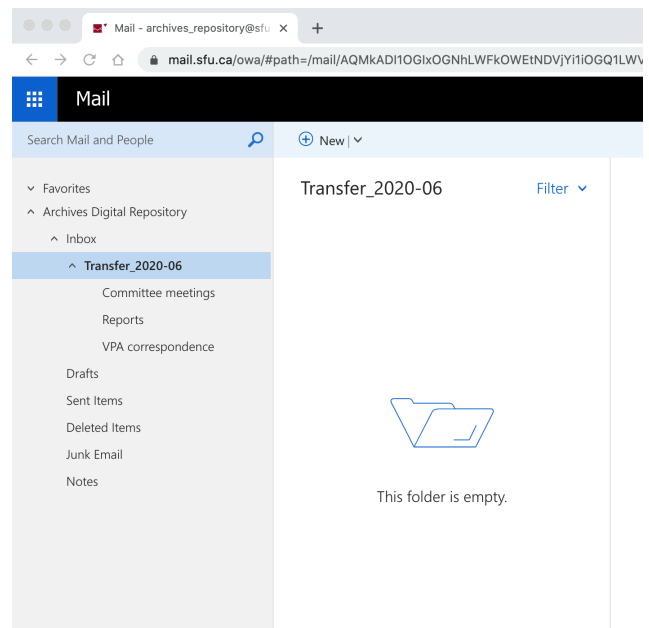 Mail - archives_repository@sfu
mail.sfu.ca/owa/#path=/mail/AQMkADI1OGIxOGNhLWFkOWEtNDVjYi1iOGQ1LWV
Mail
Search Mail and People
New
Favorites
Transfer_2020-06
Filter
Archives Digital Repository
Inbox
Transfer_2020-06
Committee meetings
Reports
VPA correspondence
Drafts
Sent Items
Deleted Items
Junk Email
Notes
This folder is empty.